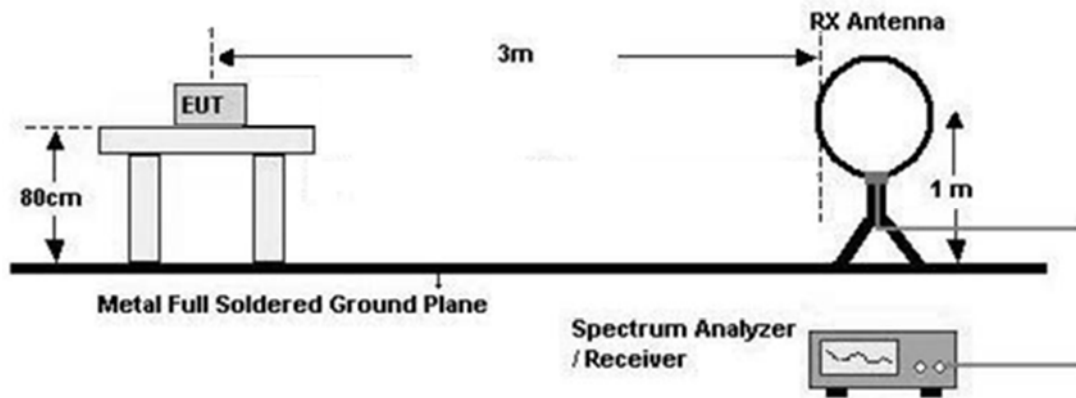 RX Antenna
3m
EUT
80cm
1 m
Metal Full Soldered Ground Plane
Spectrum Analyzer
/ Receiver